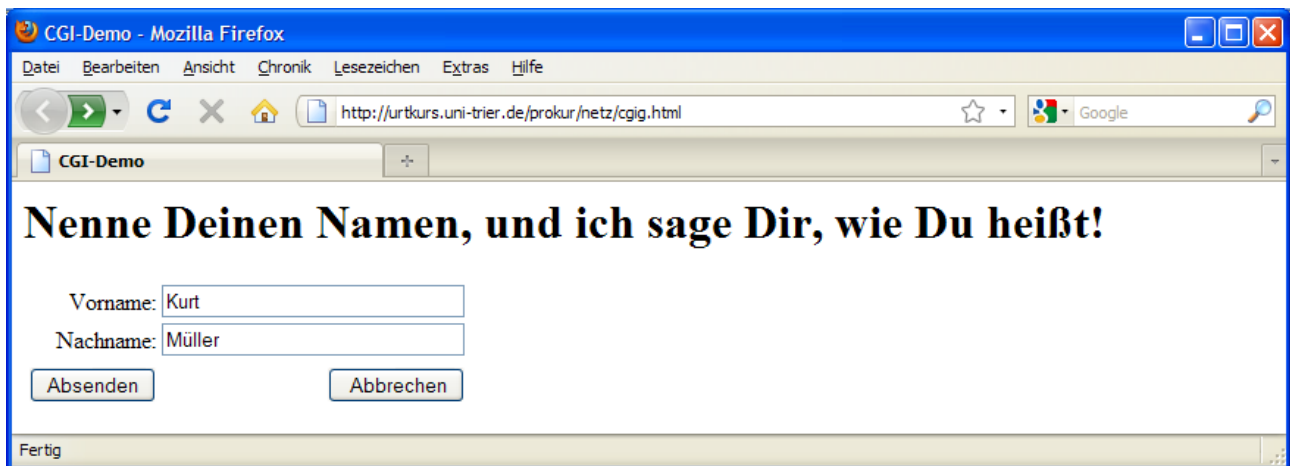 CGI-Demo - Mozilla Firefox
Datei Bearbeiten Ansicht Chronik Lesezeichen Extras Hilfe
http://urtkurs.uni-trier.de/prokur/netz/cgig.html Google
CGI-Demo
Nenne Deinen Namen, und ich sage Dir, wie Du heißt!
Vorname: Kurt
Nachname: Müller
Absenden Abbrechen
Fertig